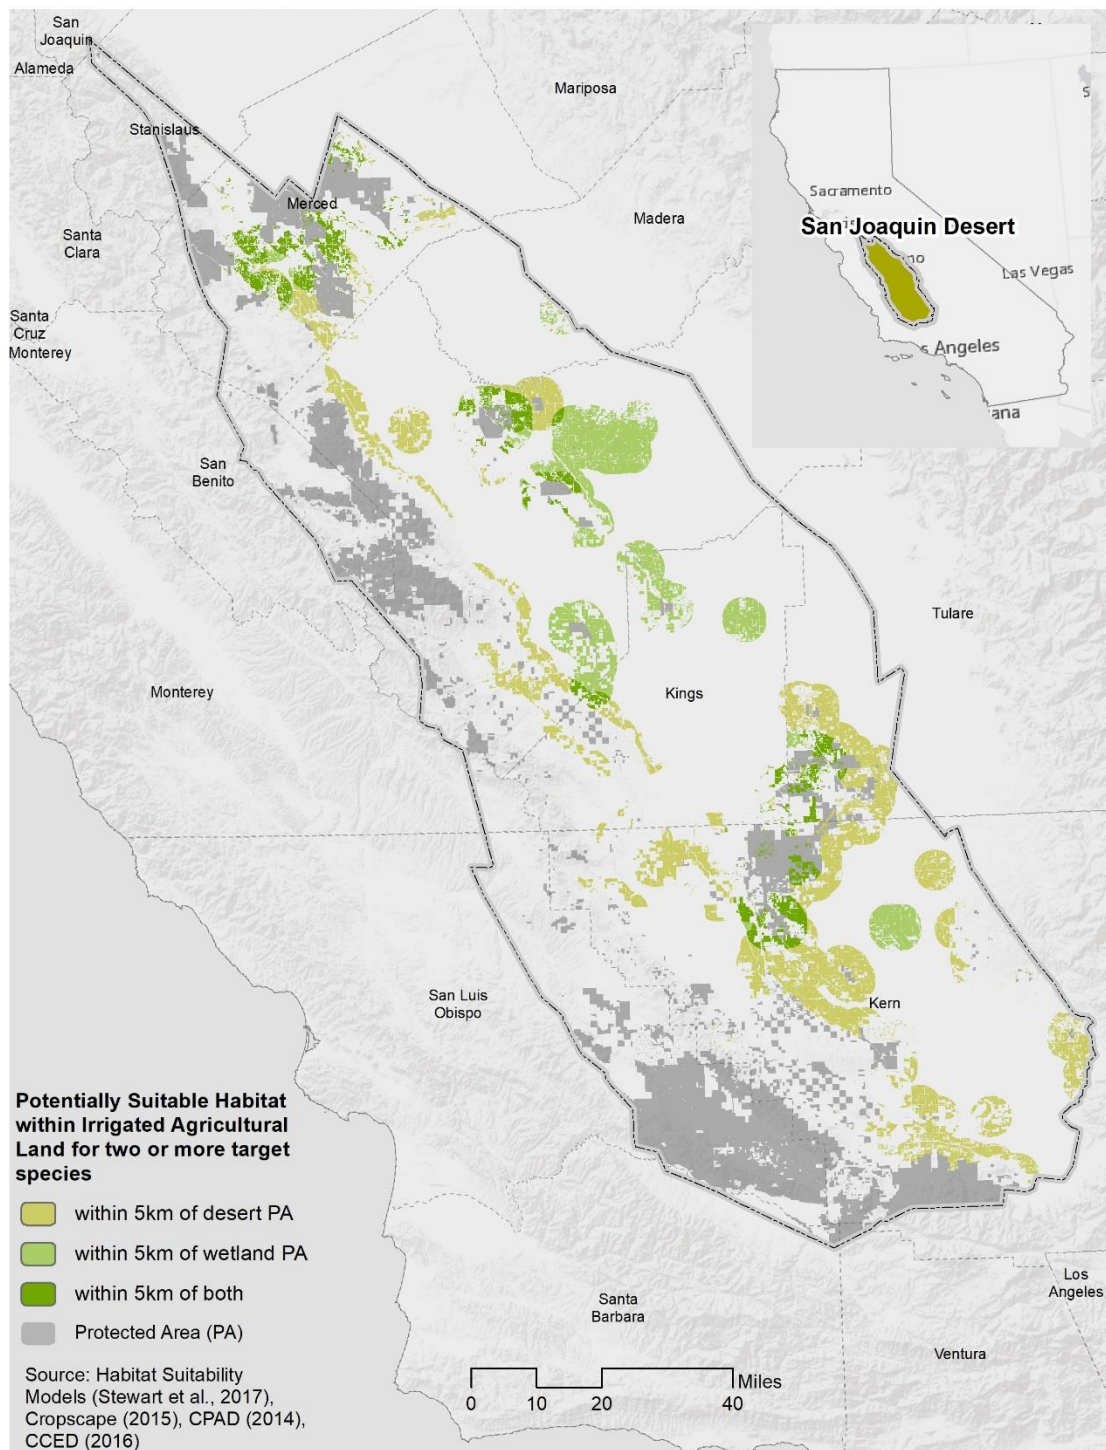 San
Joaquin
Alameda
Stanislaus
Mariposa
Merced
Madera
Santa
Clara
Santa
Cruz
Monterey
San
Benito
Tulare
Monterey
Kings
San Luis
Obispo
Kern
Los
Angeles
Santa
Barbara
Ventura
Sacramento
San Joaquin Desert
no
Las Vegas
s Angeles
ana
Potentially Suitable Habitat
within Irrigated Agricultural
Land for two or more target
species
within 5km of desert PA
within 5km of wetland PA
within 5km of both
Protected Area (PA)
Source: Habitat Suitability
Models (Stewart et al., 2017),
Cropscape (2015), CPAD (2014),
CCED (2016)
Miles
0 10 20 40